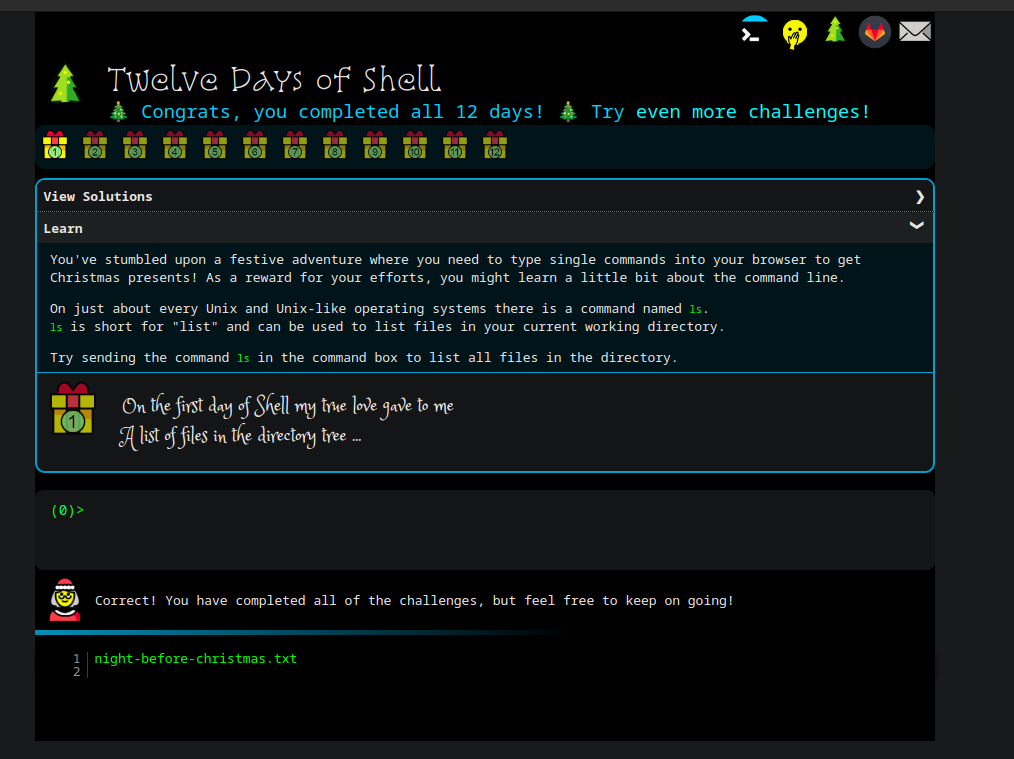 Twelve Days of Shell
Congrats, you completed all 12 days! Try even more challenges!
1 2 3 4 5 6 7 8 9 10 11 12
View Solutions
Learn
You've stumbled upon a festive adventure where you need to type single commands into your browser to get
Christmas presents! As a reward for your efforts, you might learn a little bit about the command line.
On just about every Unix and Unix-like operating systems there is a command named ls.
ls is short for "list" and can be used to list files in your current working directory.
Try sending the command ls in the command box to list all files in the directory.
1
On the first day of Shell my true love gave to me
A list of files in the directory tree ...
(0)>
Correct! You have completed all of the challenges, but feel free to keep on going!
1 night-before-christmas.txt
2